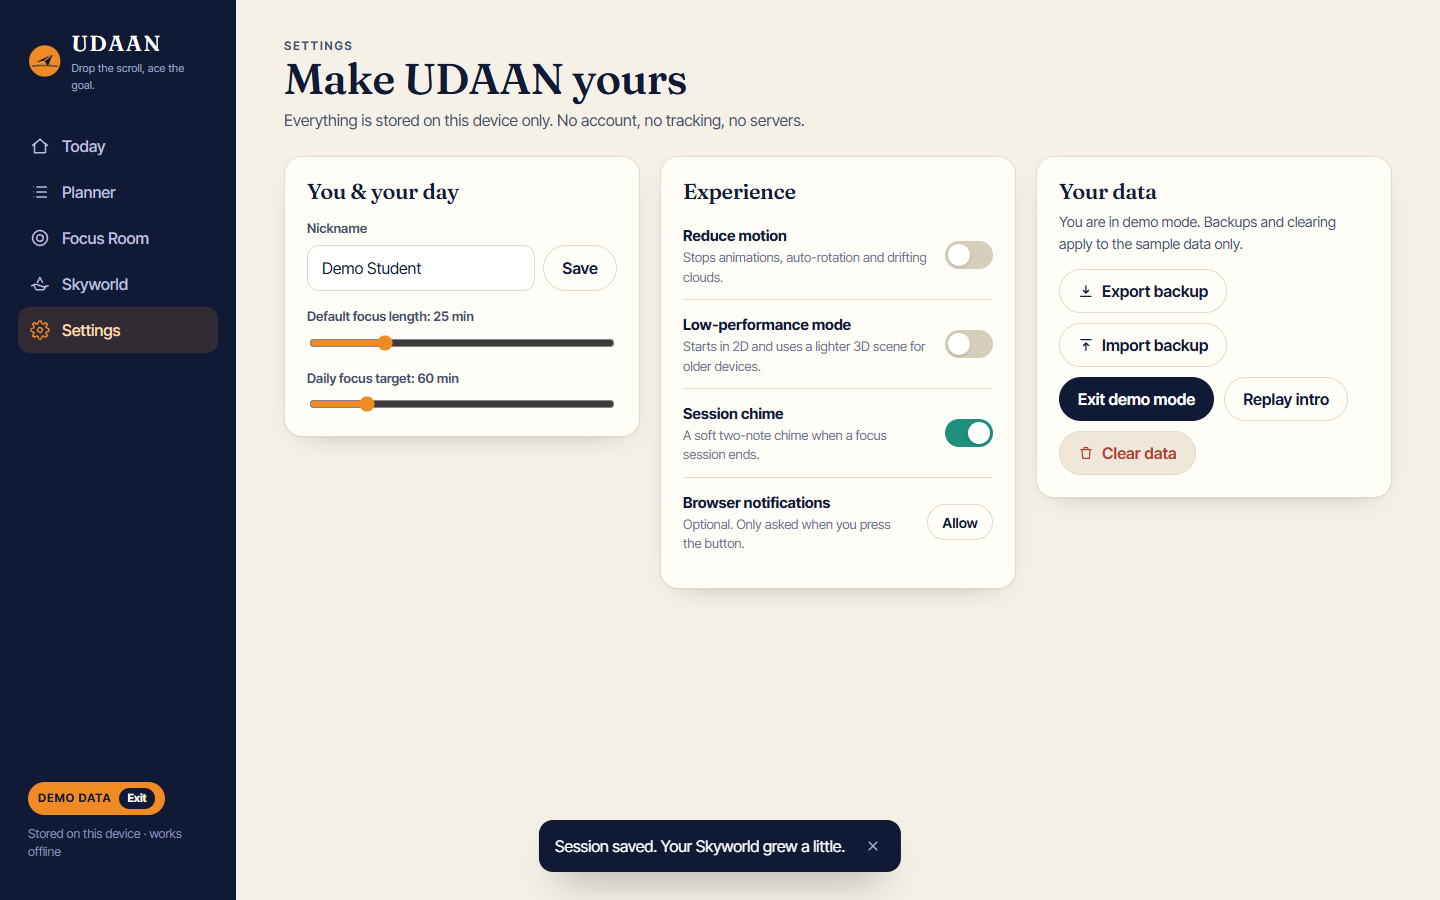 UDAAN
Drop the scroll, ace the
goal.
Today
Planner
Focus Room
Skyworld
Settings
DEMO DATA Exit
Stored on this device · works
offline
SETTINGS
Make UDAAN yours
Everything is stored on this device only. No account, no tracking, no servers.
You & your day
Nickname
Demo Student Save
Default focus length: 25 min
Daily focus target: 60 min
Experience
Reduce motion
Stops animations, auto-rotation and drifting
clouds.
Low-performance mode
Starts in 2D and uses a lighter 3D scene for
older devices.
Session chime
A soft two-note chime when a focus
session ends.
Browser notifications
Optional. Only asked when you press
the button.
Allow
Your data
You are in demo mode. Backups and clearing
apply to the sample data only.
Export backup
Import backup
Exit demo mode Replay intro
Clear data
Session saved. Your Skyworld grew a little.